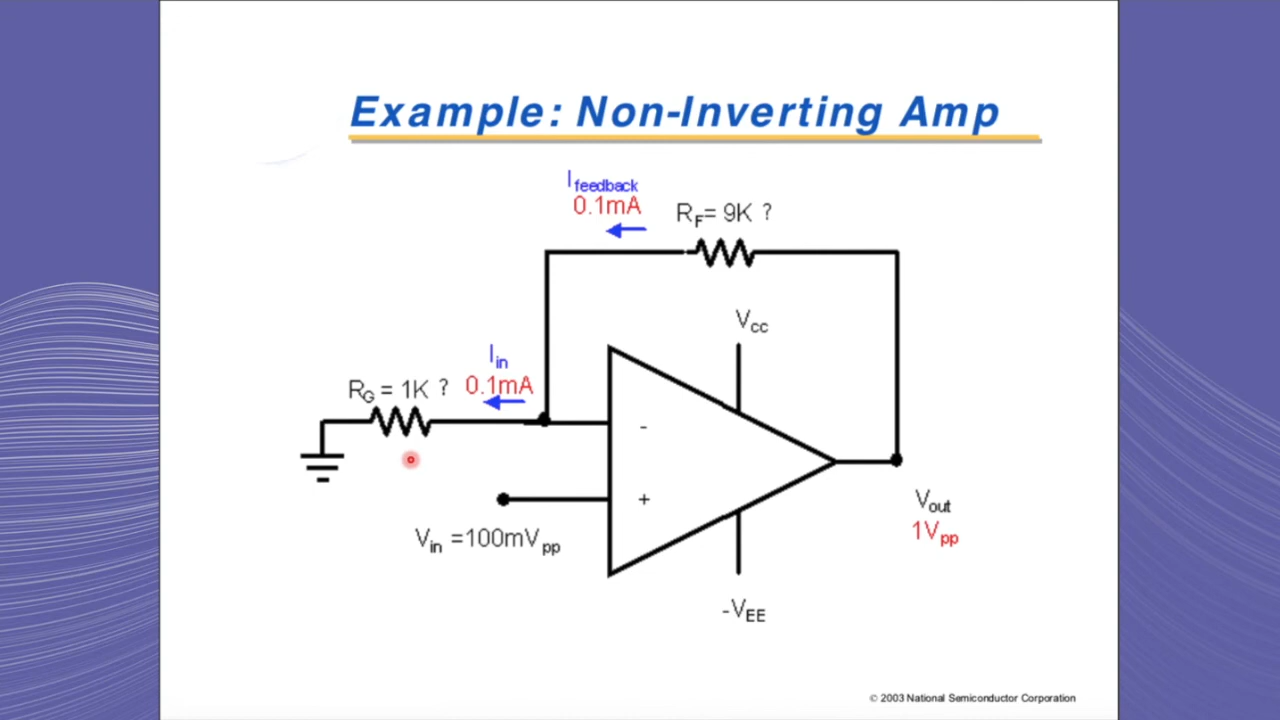 Example: Non-Inverting Amp
Ifeedback
0.1mA
RF= 9K ?
Vcc
Iin
RG = 1K ? 0.1mA
-
+
Vin =100mVpp
Vout
1Vpp
-VEE
© 2003 National Semiconductor Corporation